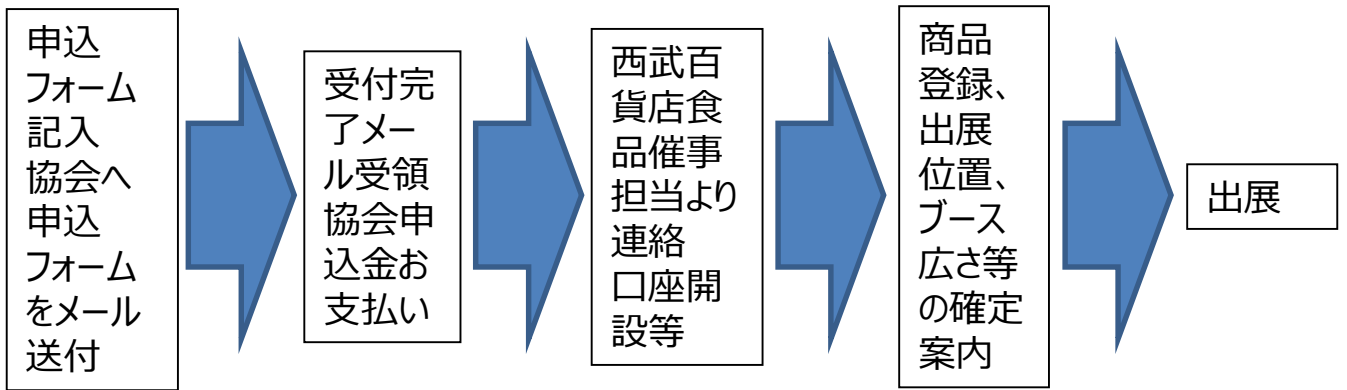 申込
フォーム
記入
協会へ
申込
フォーム
をメール
送付
受付完
了メー
ル受領
協会申
込金お
支払い
西武百
貨店食
品催事
担当より
連絡
口座開
設等
商品
登録、
出展
位置、
ブース
広さ等
の確定
案内
出展